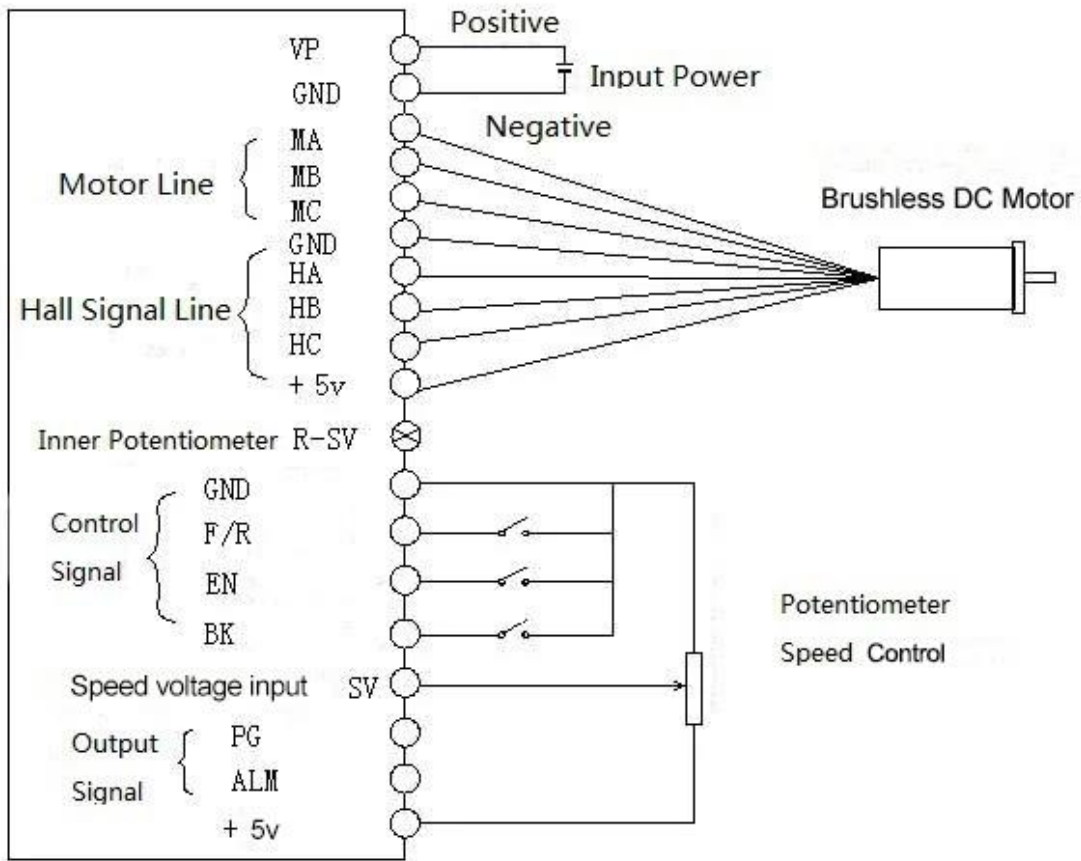 Positive
VP
Input Power
GND
Negative
MA
Motor Line
MB
MC
Brushless DC Motor
GND
HA
Hall Signal Line
HB
HC
+ 5v
Inner Potentiometer R-SV
GND
Control
Signal
F/R
EN
BK
Potentiometer
Speed Control
Speed voltage input SV
Output
Signal
PG
ALM
+ 5v